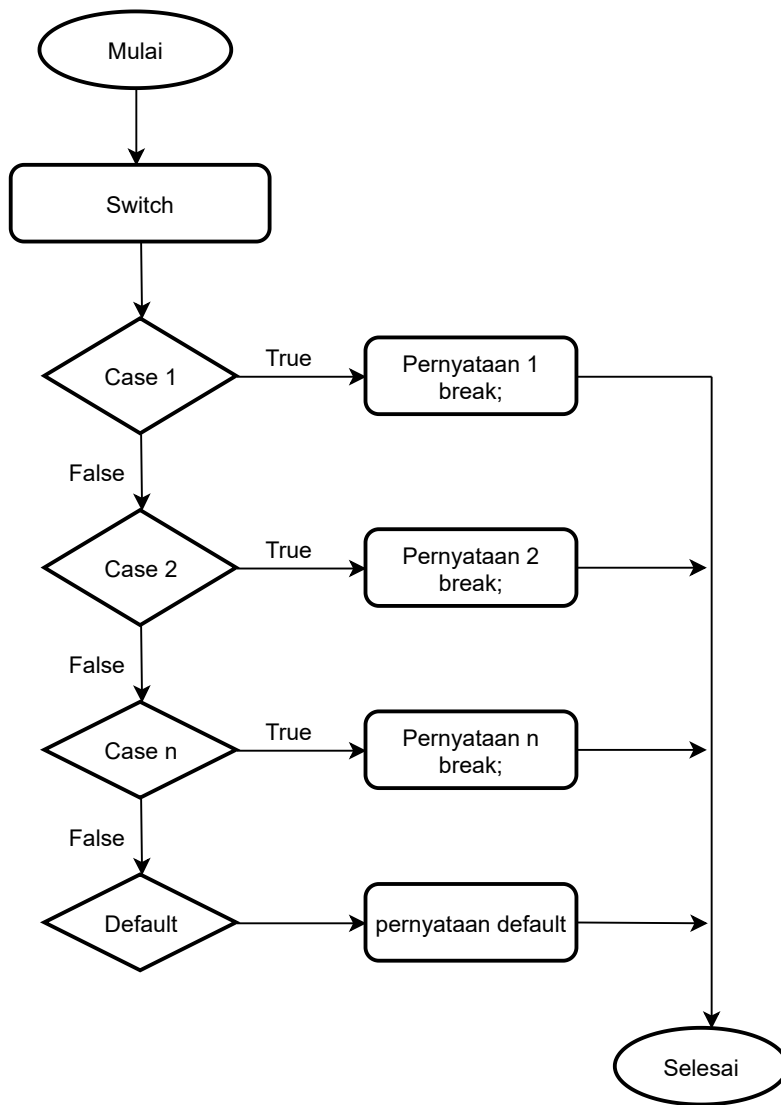 Mulai
Switch
Case 1
True
Pernyataan 1
break;
False
Case 2
True
Pernyataan 2
break;
False
Case n
True
Pernyataan n
break;
False
Default
pernyataan default
Selesai